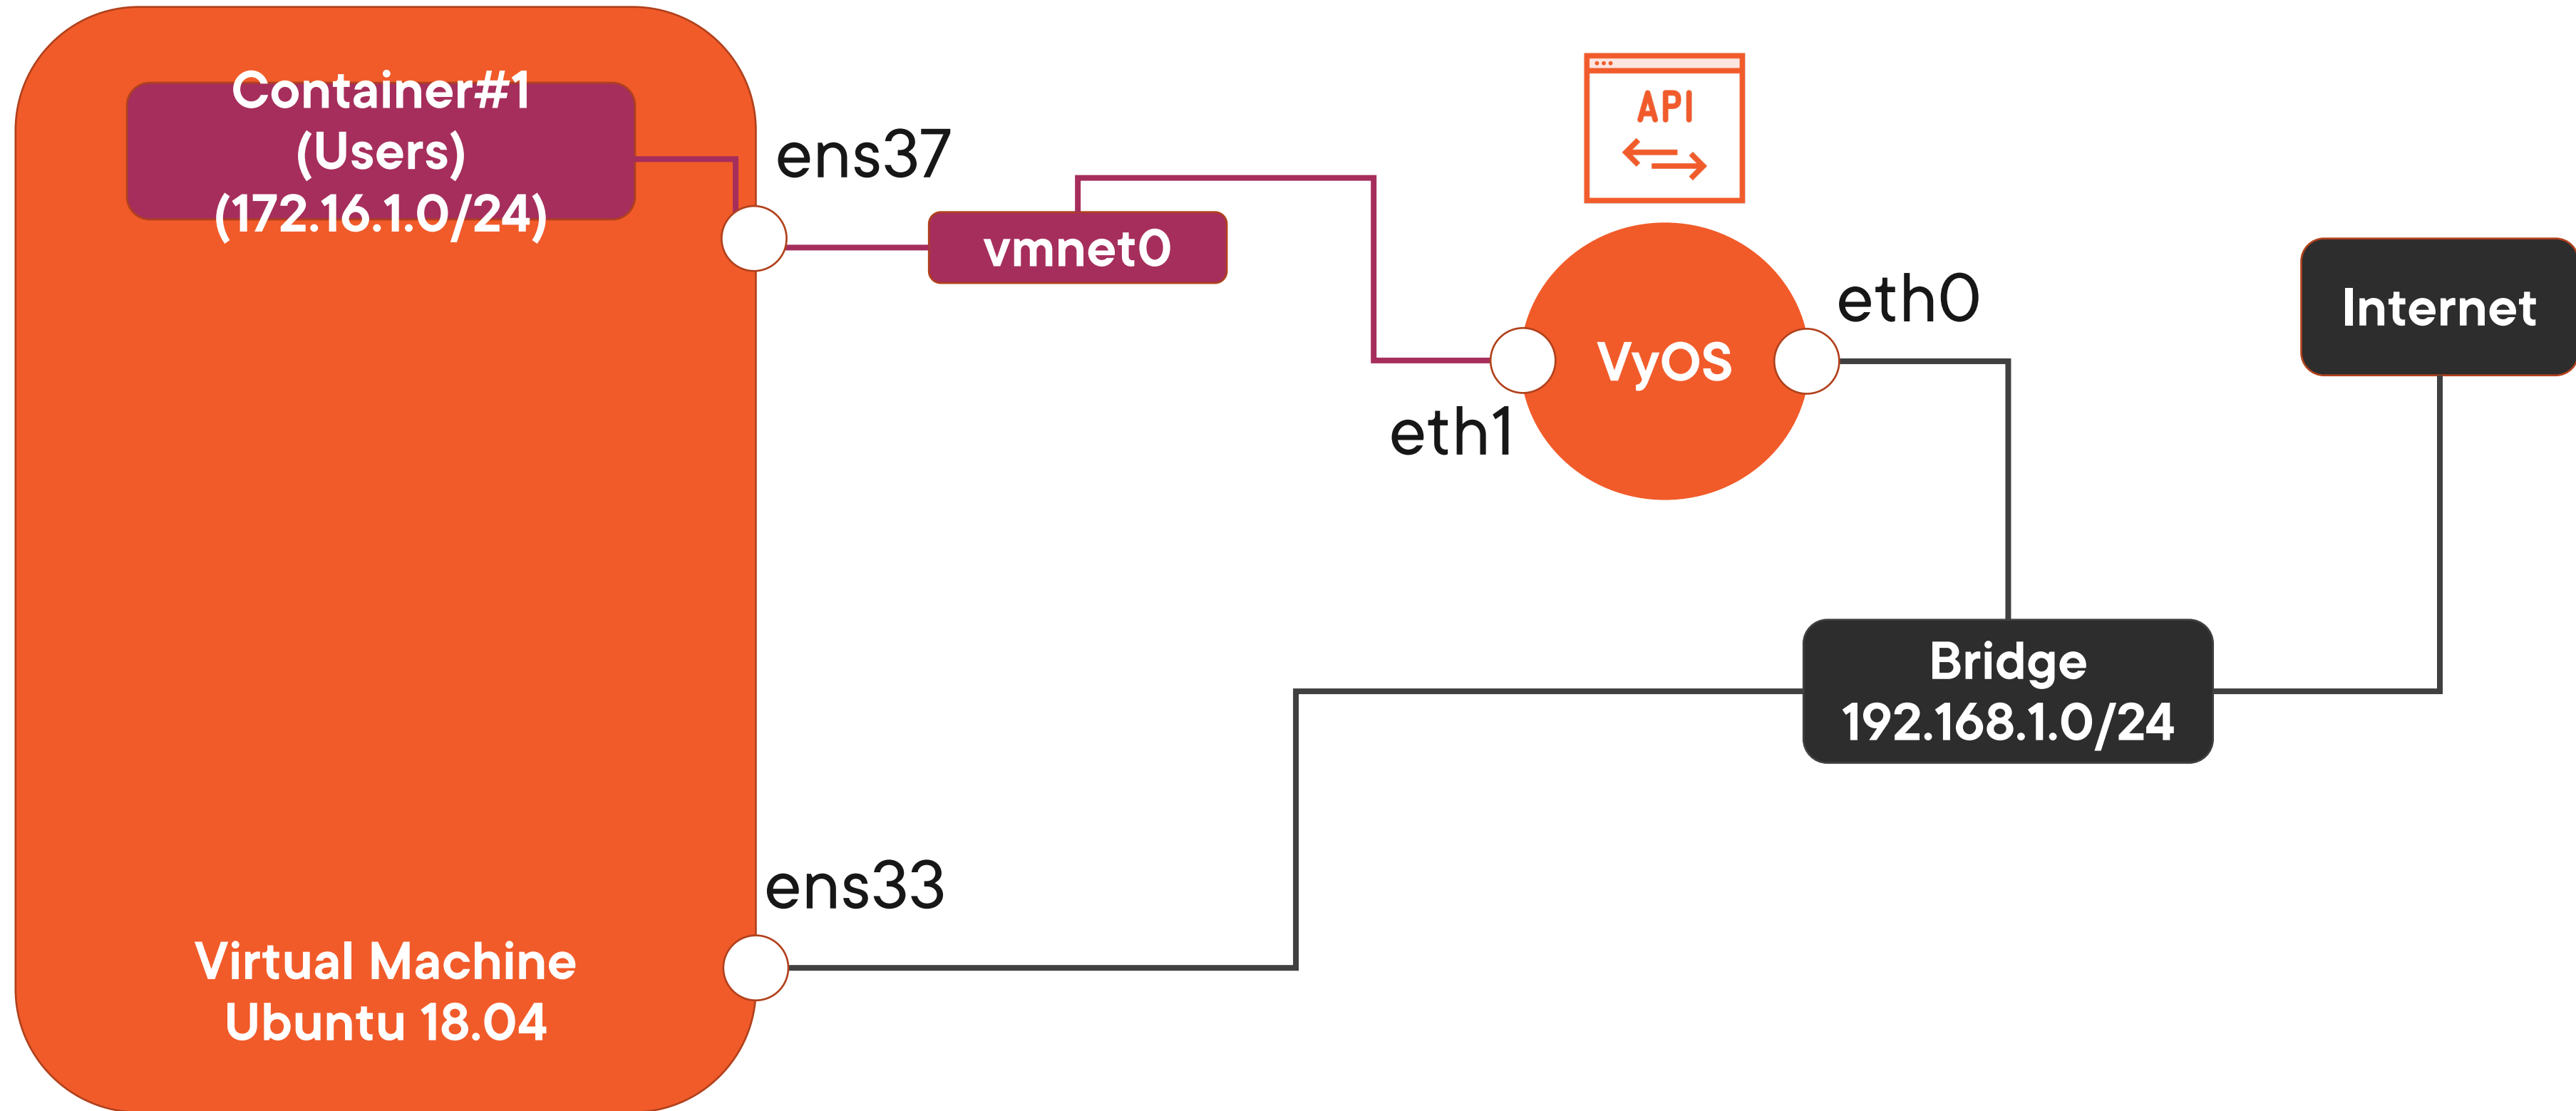 Container#1
(Users)
(172.16.1.0/24)
ens37
vmnet0
API
VyOS
eth0
eth1
Internet
Bridge
192.168.1.0/24
ens33
Virtual Machine
Ubuntu 18.04